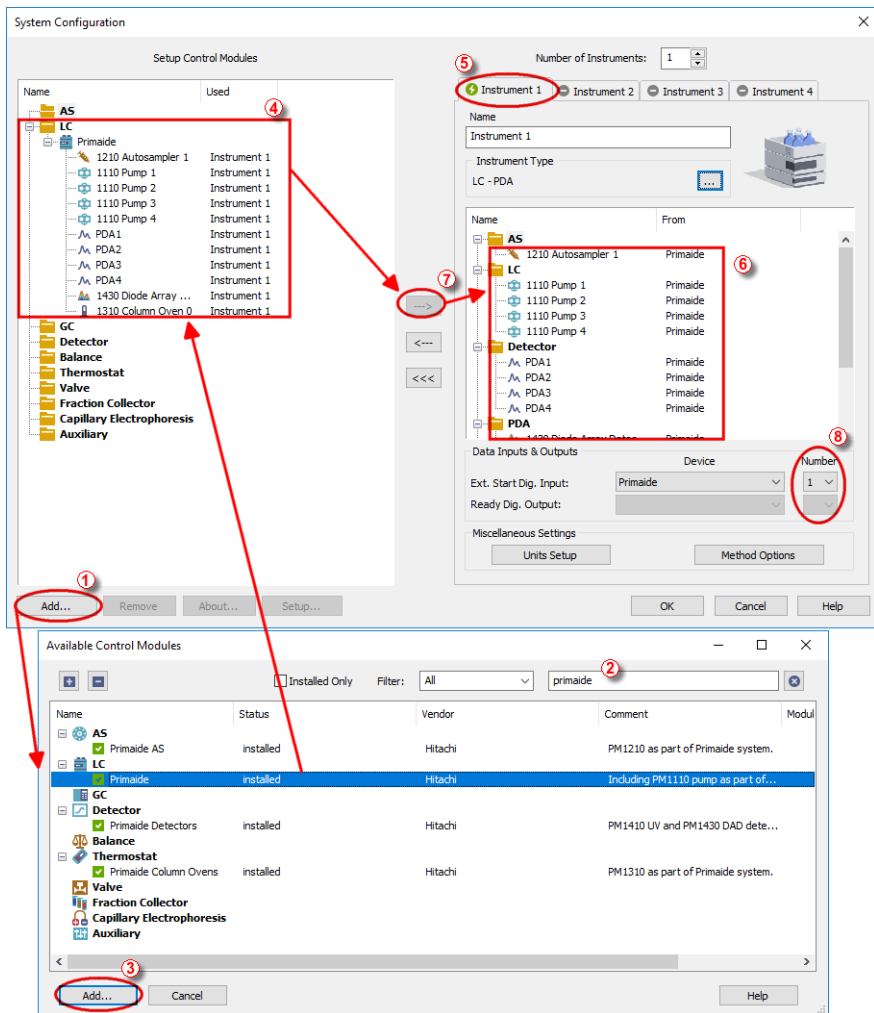 System Configuration
Setup Control Modules
Number of Instruments: 1
5
Name Used
4
Instrument 1 Instrument 2 Instrument 3 Instrument 4
AS
LC
Primaide
1210 Autosampler 1 Instrument 1
1110 Pump 1 Instrument 1
1110 Pump 2 Instrument 1
1110 Pump 3 Instrument 1
1110 Pump 4 Instrument 1
PDA1 Instrument 1
PDA2 Instrument 1
PDA3 Instrument 1
PDA4 Instrument 1
1430 Diode Array ... Instrument 1
1310 Column Oven 0 Instrument 1
GC
Detector
Balance
Thermostat
Valve
Fraction Collector
Capillary Electrophoresis
Auxiliary
7
--->
<---
<<<
Name
Instrument 1
Instrument Type
LC - PDA
...
Name From
AS
1210 Autosampler 1 Primaide
6
LC
1110 Pump 1 Primaide
1110 Pump 2 Primaide
1110 Pump 3 Primaide
1110 Pump 4 Primaide
Detector
PDA1 Primaide
PDA2 Primaide
PDA3 Primaide
PDA4 Primaide
PDA
1430 Diode Array Detec Primaide
8
Data Inputs & Outputs
Device Number
Ext. Start Dig. Input: Primaide 1
Ready Dig. Output:
Miscellaneous Settings
Units Setup Method Options
1
Add... Remove About... Setup... OK Cancel Help
Available Control Modules
2
Installed Only Filter: All primaide
Name Status Vendor Comment Modul
AS
Primaide AS installed Hitachi PM1210 as part of Primaide system.
LC
Primaide installed Hitachi Including PM1110 pump as part of...
GC
Detector
Primaide Detectors installed Hitachi PM1410 UV and PM1430 DAD dete...
Balance
Thermostat
Primaide Column Ovens installed Hitachi PM1310 as part of Primaide system.
Valve
Fraction Collector
Capillary Electrophoresis
Auxiliary
3
Add... Cancel Help